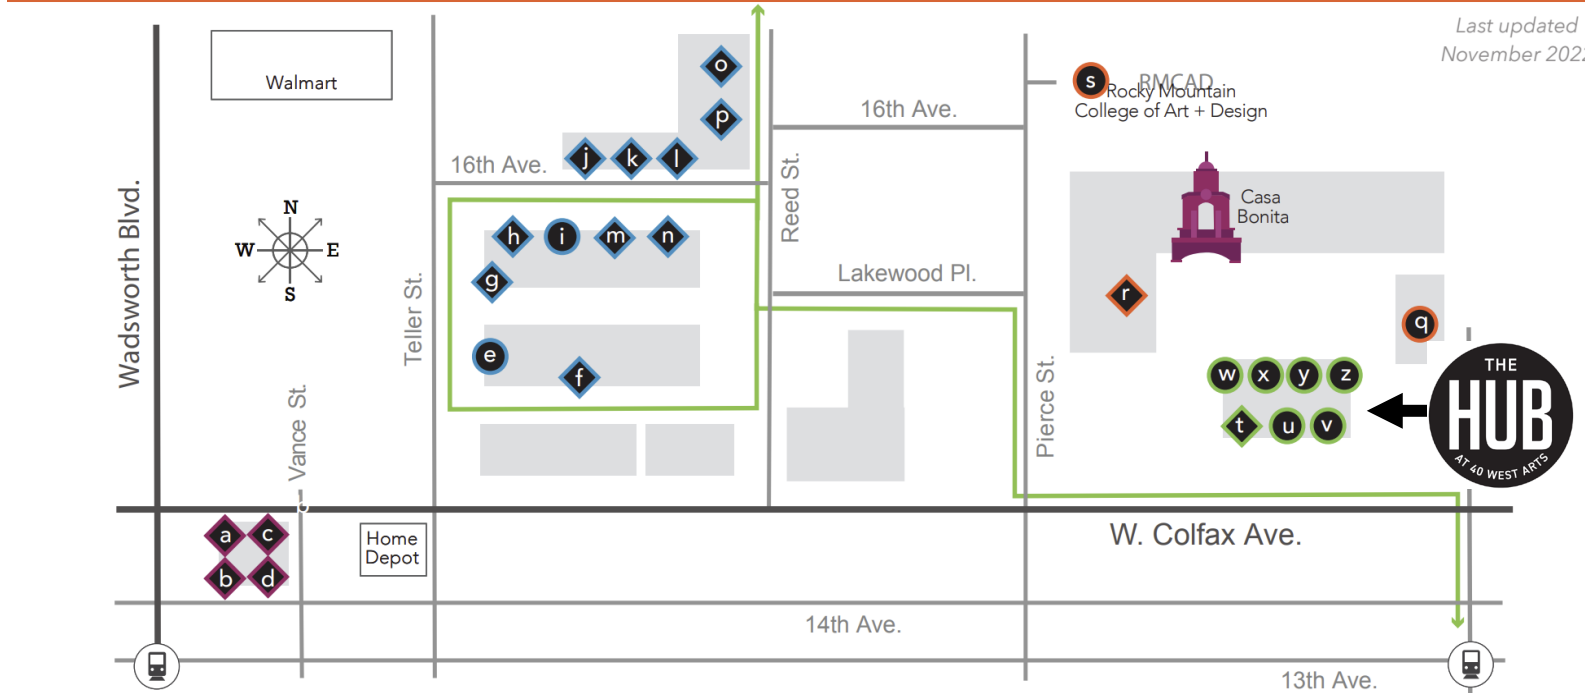 Last updated
November 2022
Walmart
o
p
s
RMCAD
Rocky Mountain
College of Art + Design
16th Ave.
j
k
l
16th Ave.
Reed St.
Wadsworth Blvd.
N
W
E
S
h
i
m
n
g
Casa
Bonita
Lakewood Pl.
r
q
Teller St.
e
f
Vance St.
Pierce St.
w
x
y
z
t
u
v
THE
HUB
AT 40 WEST ARTS
a
c
b
d
Home
Depot
W. Colfax Ave.
14th Ave.
13th Ave.